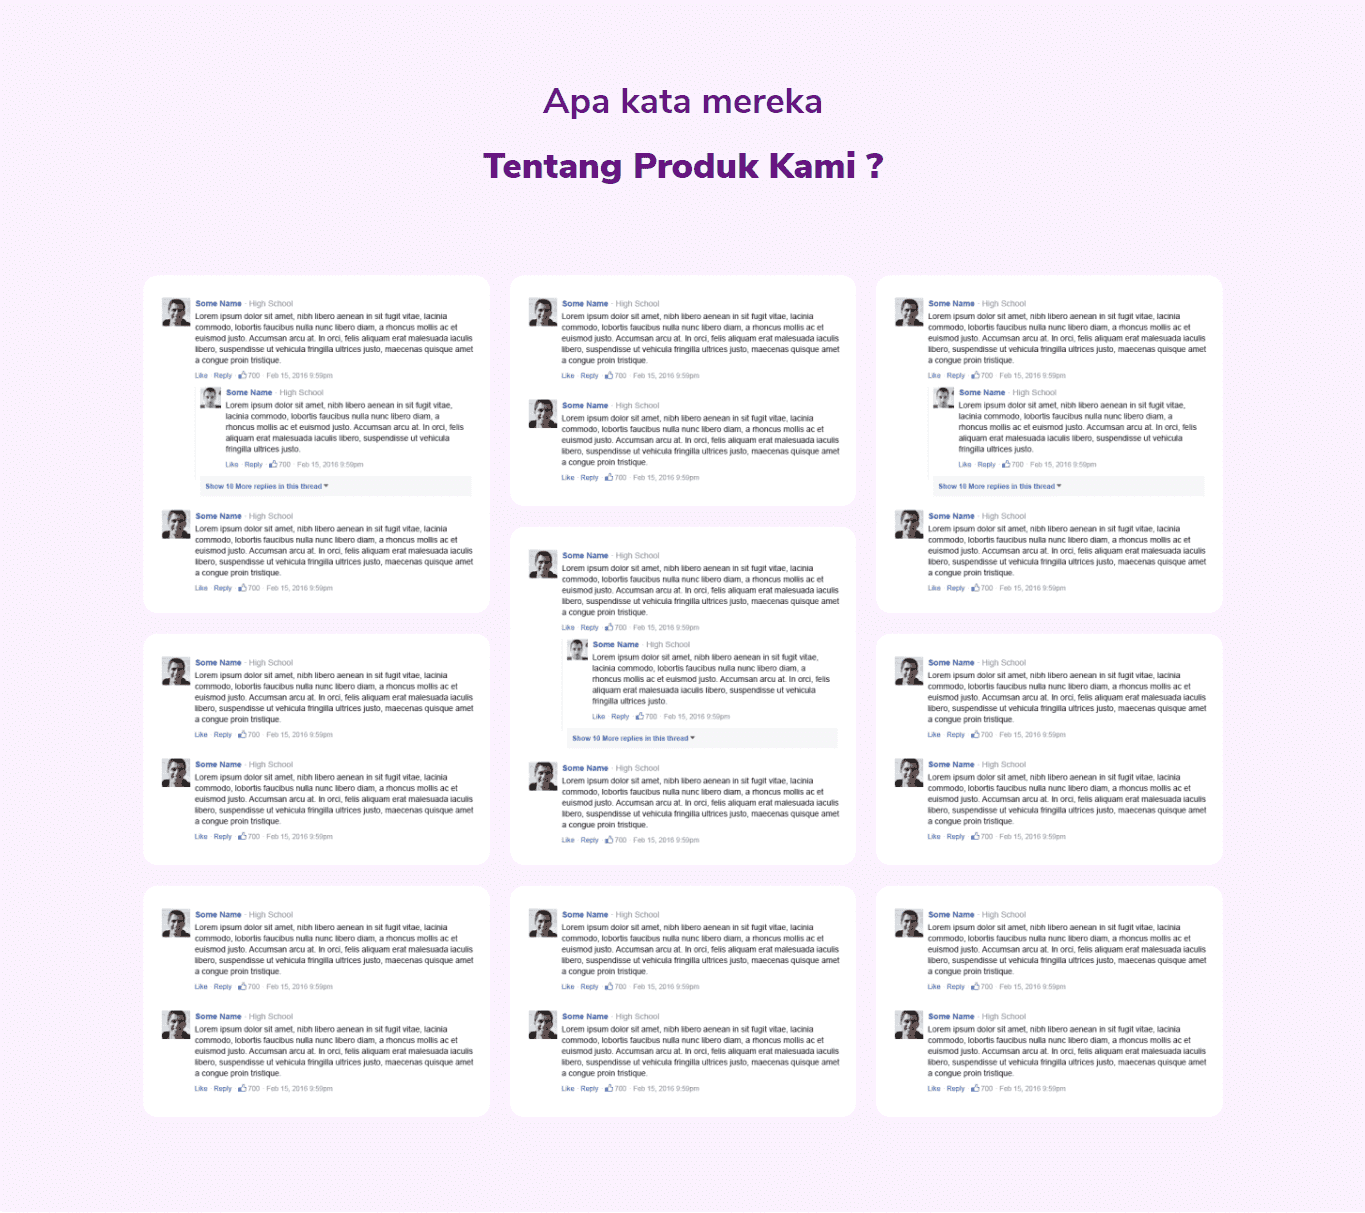 Apa kata mereka
Tentang Produk Kami ?
Some Name · High School
Lorem ipsum dolor sit amet, nibh libero aenean in sit fugit vitae, lacinia
commodo, lobortis faucibus nulla nunc libero diam, a rhoncus mollis ac et
euismod justo. Accumsan arcu at. In orci, felis aliquam erat malesuada iaculis
libero, suspendisse ut vehicula fringilla ultrices justo, maecenas quisque amet
a congue proin tristique.
Like · Reply · 700 · Feb 15, 2016 9:59pm
Some Name · High School
Lorem ipsum dolor sit amet, nibh libero aenean in sit fugit vitae,
lacinia commodo, lobortis faucibus nulla nunc libero diam, a
rhoncus mollis ac et euismod justo. Accumsan arcu at. In orci, felis
aliquam erat malesuada iaculis libero, suspendisse ut vehicula
fringilla ultrices justo.
Like · Reply · 700 · Feb 15, 2016 9:59pm
Show 10 More replies in this thread
Some Name · High School
Lorem ipsum dolor sit amet, nibh libero aenean in sit fugit vitae, lacinia
commodo, lobortis faucibus nulla nunc libero diam, a rhoncus mollis ac et
euismod justo. Accumsan arcu at. In orci, felis aliquam erat malesuada iaculis
libero, suspendisse ut vehicula fringilla ultrices justo, maecenas quisque amet
a congue proin tristique.
Like · Reply · 700 · Feb 15, 2016 9:59pm
Some Name · High School
Lorem ipsum dolor sit amet, nibh libero aenean in sit fugit vitae, lacinia
commodo, lobortis faucibus nulla nunc libero diam, a rhoncus mollis ac et
euismod justo. Accumsan arcu at. In orci, felis aliquam erat malesuada iaculis
libero, suspendisse ut vehicula fringilla ultrices justo, maecenas quisque amet
a congue proin tristique.
Like · Reply · 700 · Feb 15, 2016 9:59pm
Some Name · High School
Lorem ipsum dolor sit amet, nibh libero aenean in sit fugit vitae, lacinia
commodo, lobortis faucibus nulla nunc libero diam, a rhoncus mollis ac et
euismod justo. Accumsan arcu at. In orci, felis aliquam erat malesuada iaculis
libero, suspendisse ut vehicula fringilla ultrices justo, maecenas quisque amet
a congue proin tristique.
Like · Reply · 700 · Feb 15, 2016 9:59pm
Some Name · High School
Lorem ipsum dolor sit amet, nibh libero aenean in sit fugit vitae, lacinia
commodo, lobortis faucibus nulla nunc libero diam, a rhoncus mollis ac et
euismod justo. Accumsan arcu at. In orci, felis aliquam erat malesuada iaculis
libero, suspendisse ut vehicula fringilla ultrices justo, maecenas quisque amet
a congue proin tristique.
Like · Reply · 700 · Feb 15, 2016 9:59pm
Some Name · High School
Lorem ipsum dolor sit amet, nibh libero aenean in sit fugit vitae,
lacinia commodo, lobortis faucibus nulla nunc libero diam, a
rhoncus mollis ac et euismod justo. Accumsan arcu at. In orci, felis
aliquam erat malesuada iaculis libero, suspendisse ut vehicula
fringilla ultrices justo.
Like · Reply · 700 · Feb 15, 2016 9:59pm
Show 10 More replies in this thread
Some Name · High School
Lorem ipsum dolor sit amet, nibh libero aenean in sit fugit vitae, lacinia
commodo, lobortis faucibus nulla nunc libero diam, a rhoncus mollis ac et
euismod justo. Accumsan arcu at. In orci, felis aliquam erat malesuada iaculis
libero, suspendisse ut vehicula fringilla ultrices justo, maecenas quisque amet
a congue proin tristique.
Like · Reply · 700 · Feb 15, 2016 9:59pm
Some Name · High School
Lorem ipsum dolor sit amet, nibh libero aenean in sit fugit vitae, lacinia
commodo, lobortis faucibus nulla nunc libero diam, a rhoncus mollis ac et
euismod justo. Accumsan arcu at. In orci, felis aliquam erat malesuada iaculis
libero, suspendisse ut vehicula fringilla ultrices justo, maecenas quisque amet
a congue proin tristique.
Like · Reply · 700 · Feb 15, 2016 9:59pm
Some Name · High School
Lorem ipsum dolor sit amet, nibh libero aenean in sit fugit vitae, lacinia
commodo, lobortis faucibus nulla nunc libero diam, a rhoncus mollis ac et
euismod justo. Accumsan arcu at. In orci, felis aliquam erat malesuada iaculis
libero, suspendisse ut vehicula fringilla ultrices justo, maecenas quisque amet
a congue proin tristique.
Like · Reply · 700 · Feb 15, 2016 9:59pm
Some Name · High School
Lorem ipsum dolor sit amet, nibh libero aenean in sit fugit vitae, lacinia
commodo, lobortis faucibus nulla nunc libero diam, a rhoncus mollis ac et
euismod justo. Accumsan arcu at. In orci, felis aliquam erat malesuada iaculis
libero, suspendisse ut vehicula fringilla ultrices justo, maecenas quisque amet
a congue proin tristique.
Like · Reply · 700 · Feb 15, 2016 9:59pm
Some Name · High School
Lorem ipsum dolor sit amet, nibh libero aenean in sit fugit vitae,
lacinia commodo, lobortis faucibus nulla nunc libero diam, a
rhoncus mollis ac et euismod justo. Accumsan arcu at. In orci, felis
aliquam erat malesuada iaculis libero, suspendisse ut vehicula
fringilla ultrices justo.
Like · Reply · 700 · Feb 15, 2016 9:59pm
Show 10 More replies in this thread
Some Name · High School
Lorem ipsum dolor sit amet, nibh libero aenean in sit fugit vitae, lacinia
commodo, lobortis faucibus nulla nunc libero diam, a rhoncus mollis ac et
euismod justo. Accumsan arcu at. In orci, felis aliquam erat malesuada iaculis
libero, suspendisse ut vehicula fringilla ultrices justo, maecenas quisque amet
a congue proin tristique.
Like · Reply · 700 · Feb 15, 2016 9:59pm
Some Name · High School
Lorem ipsum dolor sit amet, nibh libero aenean in sit fugit vitae, lacinia
commodo, lobortis faucibus nulla nunc libero diam, a rhoncus mollis ac et
euismod justo. Accumsan arcu at. In orci, felis aliquam erat malesuada iaculis
libero, suspendisse ut vehicula fringilla ultrices justo, maecenas quisque amet
a congue proin tristique.
Like · Reply · 700 · Feb 15, 2016 9:59pm
Some Name · High School
Lorem ipsum dolor sit amet, nibh libero aenean in sit fugit vitae, lacinia
commodo, lobortis faucibus nulla nunc libero diam, a rhoncus mollis ac et
euismod justo. Accumsan arcu at. In orci, felis aliquam erat malesuada iaculis
libero, suspendisse ut vehicula fringilla ultrices justo, maecenas quisque amet
a congue proin tristique.
Like · Reply · 700 · Feb 15, 2016 9:59pm
Some Name · High School
Lorem ipsum dolor sit amet, nibh libero aenean in sit fugit vitae, lacinia
commodo, lobortis faucibus nulla nunc libero diam, a rhoncus mollis ac et
euismod justo. Accumsan arcu at. In orci, felis aliquam erat malesuada iaculis
libero, suspendisse ut vehicula fringilla ultrices justo, maecenas quisque amet
a congue proin tristique.
Like · Reply · 700 · Feb 15, 2016 9:59pm
Some Name · High School
Lorem ipsum dolor sit amet, nibh libero aenean in sit fugit vitae, lacinia
commodo, lobortis faucibus nulla nunc libero diam, a rhoncus mollis ac et
euismod justo. Accumsan arcu at. In orci, felis aliquam erat malesuada iaculis
libero, suspendisse ut vehicula fringilla ultrices justo, maecenas quisque amet
a congue proin tristique.
Like · Reply · 700 · Feb 15, 2016 9:59pm
Some Name · High School
Lorem ipsum dolor sit amet, nibh libero aenean in sit fugit vitae, lacinia
commodo, lobortis faucibus nulla nunc libero diam, a rhoncus mollis ac et
euismod justo. Accumsan arcu at. In orci, felis aliquam erat malesuada iaculis
libero, suspendisse ut vehicula fringilla ultrices justo, maecenas quisque amet
a congue proin tristique.
Like · Reply · 700 · Feb 15, 2016 9:59pm
Some Name · High School
Lorem ipsum dolor sit amet, nibh libero aenean in sit fugit vitae, lacinia
commodo, lobortis faucibus nulla nunc libero diam, a rhoncus mollis ac et
euismod justo. Accumsan arcu at. In orci, felis aliquam erat malesuada iaculis
libero, suspendisse ut vehicula fringilla ultrices justo, maecenas quisque amet
a congue proin tristique.
Like · Reply · 700 · Feb 15, 2016 9:59pm
Some Name · High School
Lorem ipsum dolor sit amet, nibh libero aenean in sit fugit vitae, lacinia
commodo, lobortis faucibus nulla nunc libero diam, a rhoncus mollis ac et
euismod justo. Accumsan arcu at. In orci, felis aliquam erat malesuada iaculis
libero, suspendisse ut vehicula fringilla ultrices justo, maecenas quisque amet
a congue proin tristique.
Like · Reply · 700 · Feb 15, 2016 9:59pm
Some Name · High School
Lorem ipsum dolor sit amet, nibh libero aenean in sit fugit vitae, lacinia
commodo, lobortis faucibus nulla nunc libero diam, a rhoncus mollis ac et
euismod justo. Accumsan arcu at. In orci, felis aliquam erat malesuada iaculis
libero, suspendisse ut vehicula fringilla ultrices justo, maecenas quisque amet
a congue proin tristique.
Like · Reply · 700 · Feb 15, 2016 9:59pm